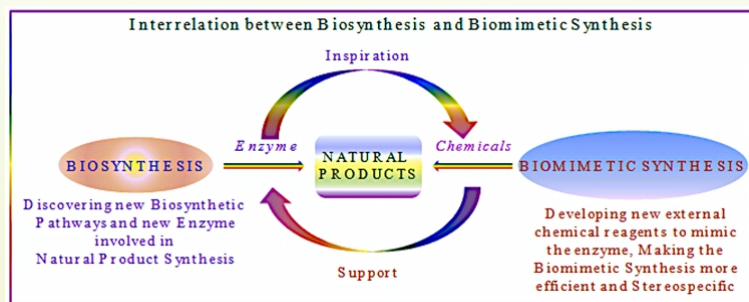 Interrelation between Biosynthesis and Biomimetic Synthesis
Inspiration
Enzyme
Chemicals
BIOSYNTHESIS
NATURAL
PRODUCTS
BIOMIMETIC SYNTHESIS
Discovering new Biosynthetic
Pathways and new Enzyme
involved in
Natural Product Synthesis
Developing new external
chemical reagents to mimic
the enzyme, Making the
Biomimetic Synthesis more
efficient and Stereospecific
Support